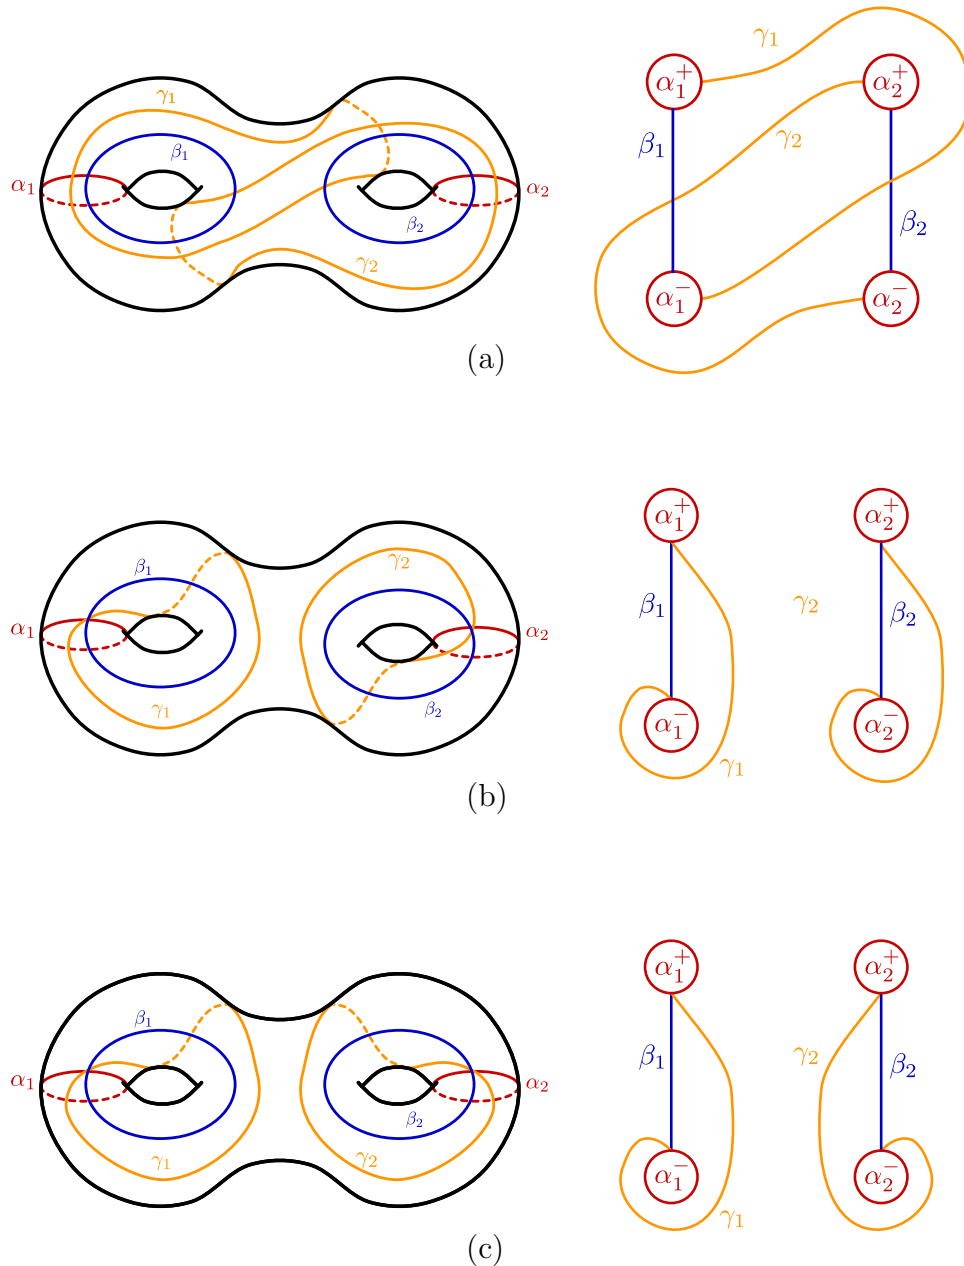 γ₁ α₁⁺ α₂⁺
γ₁ β₁ γ₂
β₁
α₁ α₂
β₂ β₂
γ₂ α₁⁻ α₂⁻
(a)
α₁⁺ α₂⁺
β₁ γ₂
α₁ α₂ β₁ γ₂ β₂
γ₁ β₂ α₁⁻ α₂⁻
γ₁
(b)
α₁⁺ α₂⁺
β₁
α₁ α₂ β₁ γ₂ β₂
β₂
γ₁ γ₂ α₁⁻ α₂⁻
γ₁
(c)